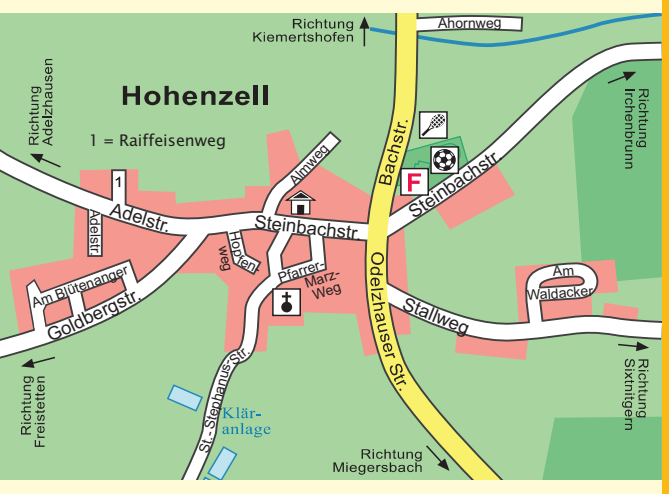 Richtung
Kiemertshofen
Ahornweg
Richtung
Adelzhausen
Hohenzell
1 = Raiffeisenweg
Richtung
Irchenbrunn
Bachstr.
Almweg
F
Steinbachstr.
1
Adelstr.
Adelstr.
Steinbachstr.
Hopfen-
weg
Pfarrer-
Marz-
Weg
Am Blütenanger
Goldbergstr.
Odelzhauser Str.
Stallweg
Am
Waldacker
Richtung
Freistetten
St.-Stephanus-Str.
Klär-
anlage
Richtung
Sixtnitgern
Richtung
Miegersbach